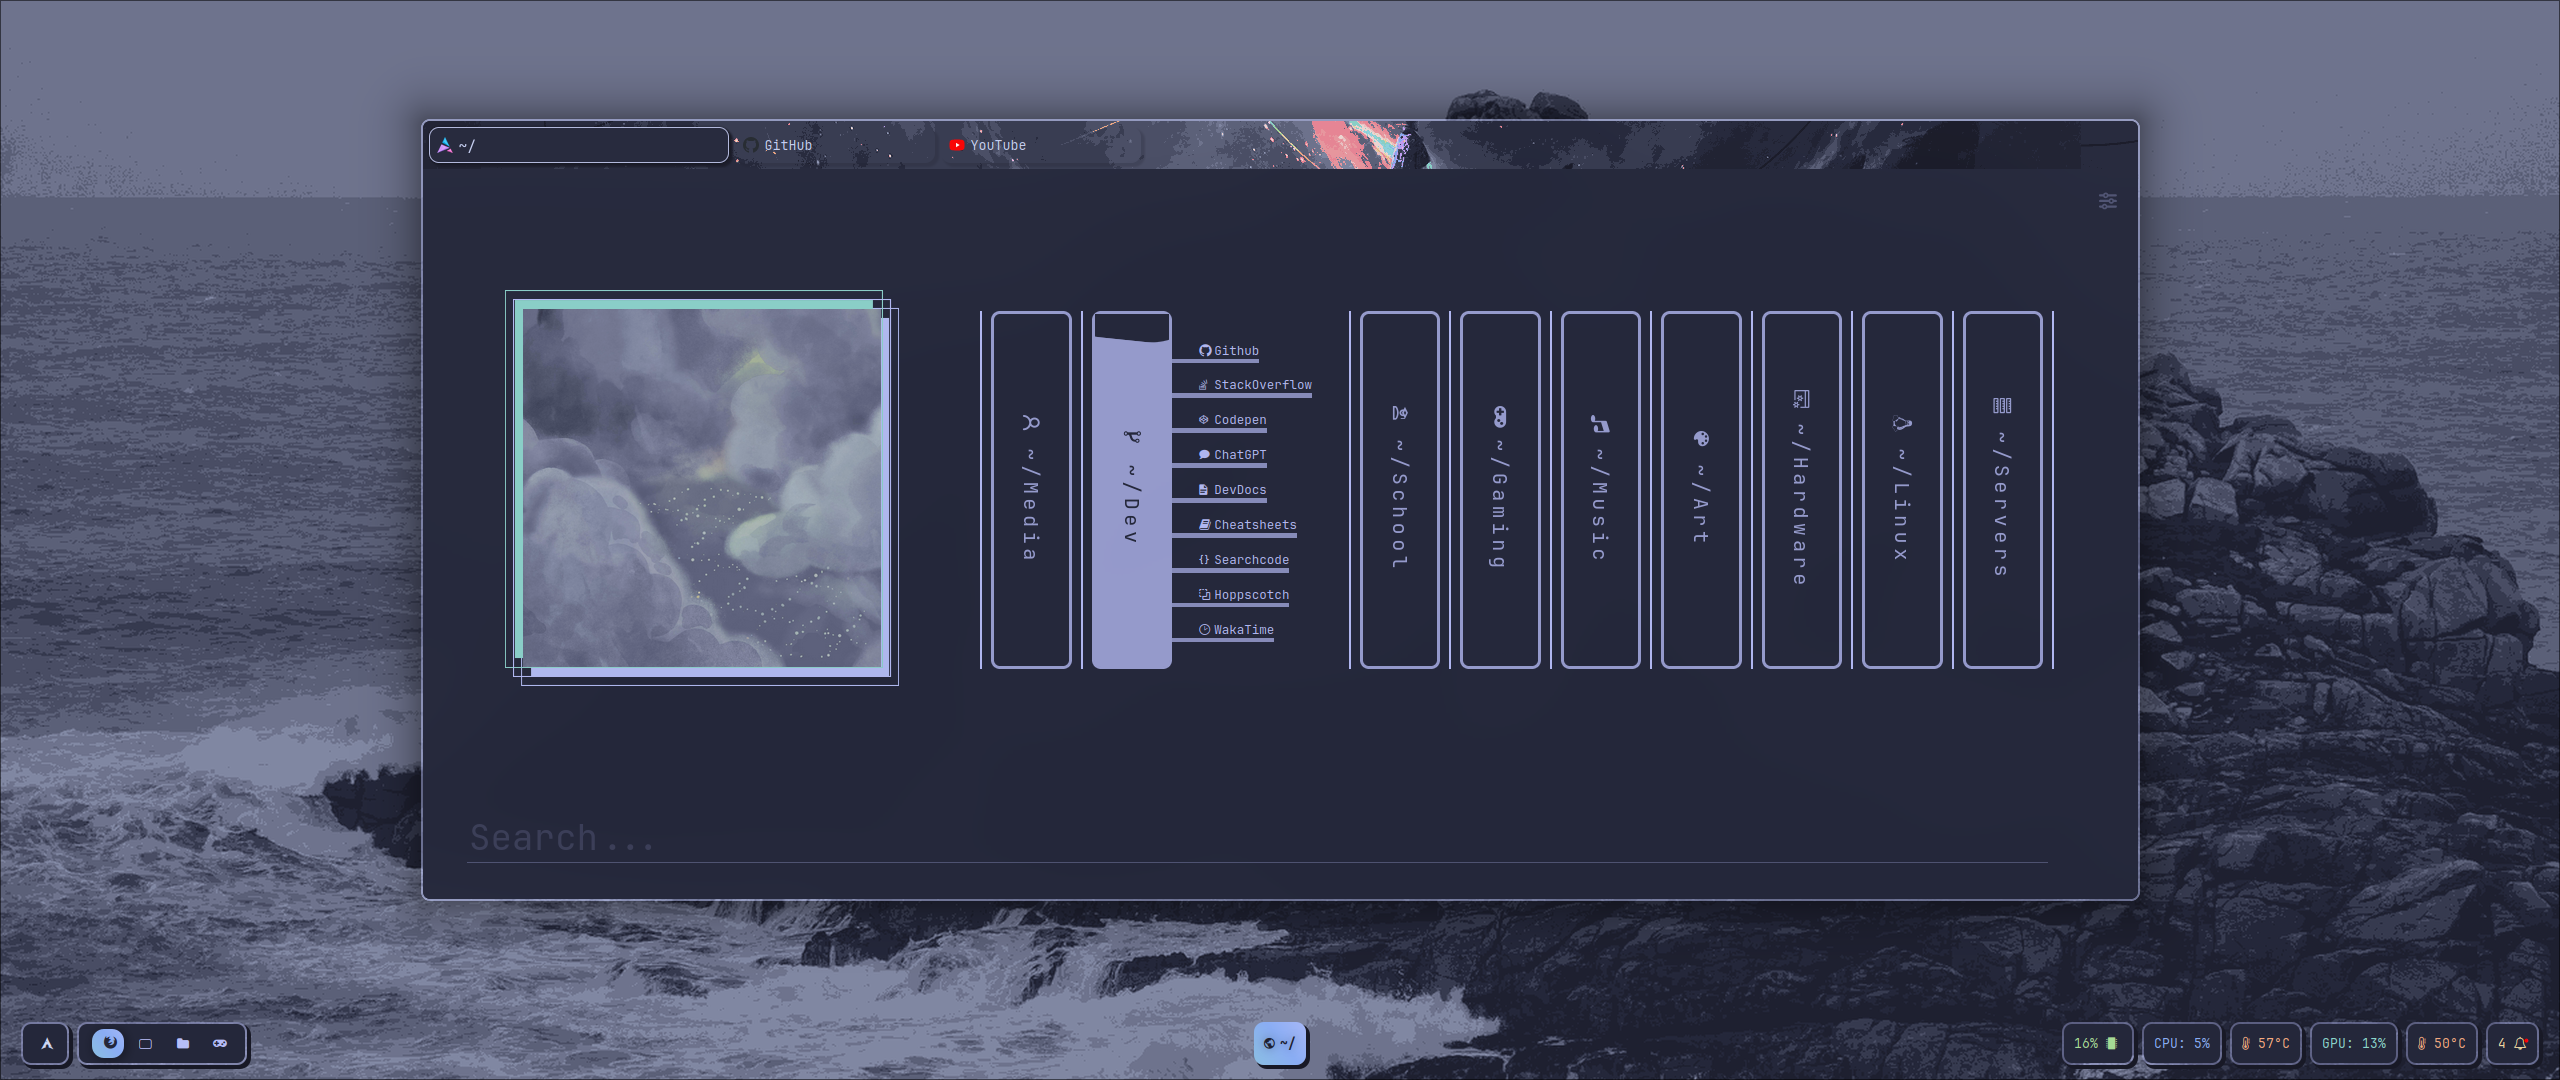 ~/
GitHub
YouTube
~/Media
~/Dev
Github
StackOverflow
Codepen
ChatGPT
DevDocs
Cheatsheets
Searchcode
Hoppscotch
WakaTime
~/School
~/Gaming
~/Music
~/Art
~/Hardware
~/Linux
~/Servers
Search...
~/
16%
CPU: 5%
57°C
GPU: 13%
50°C
4